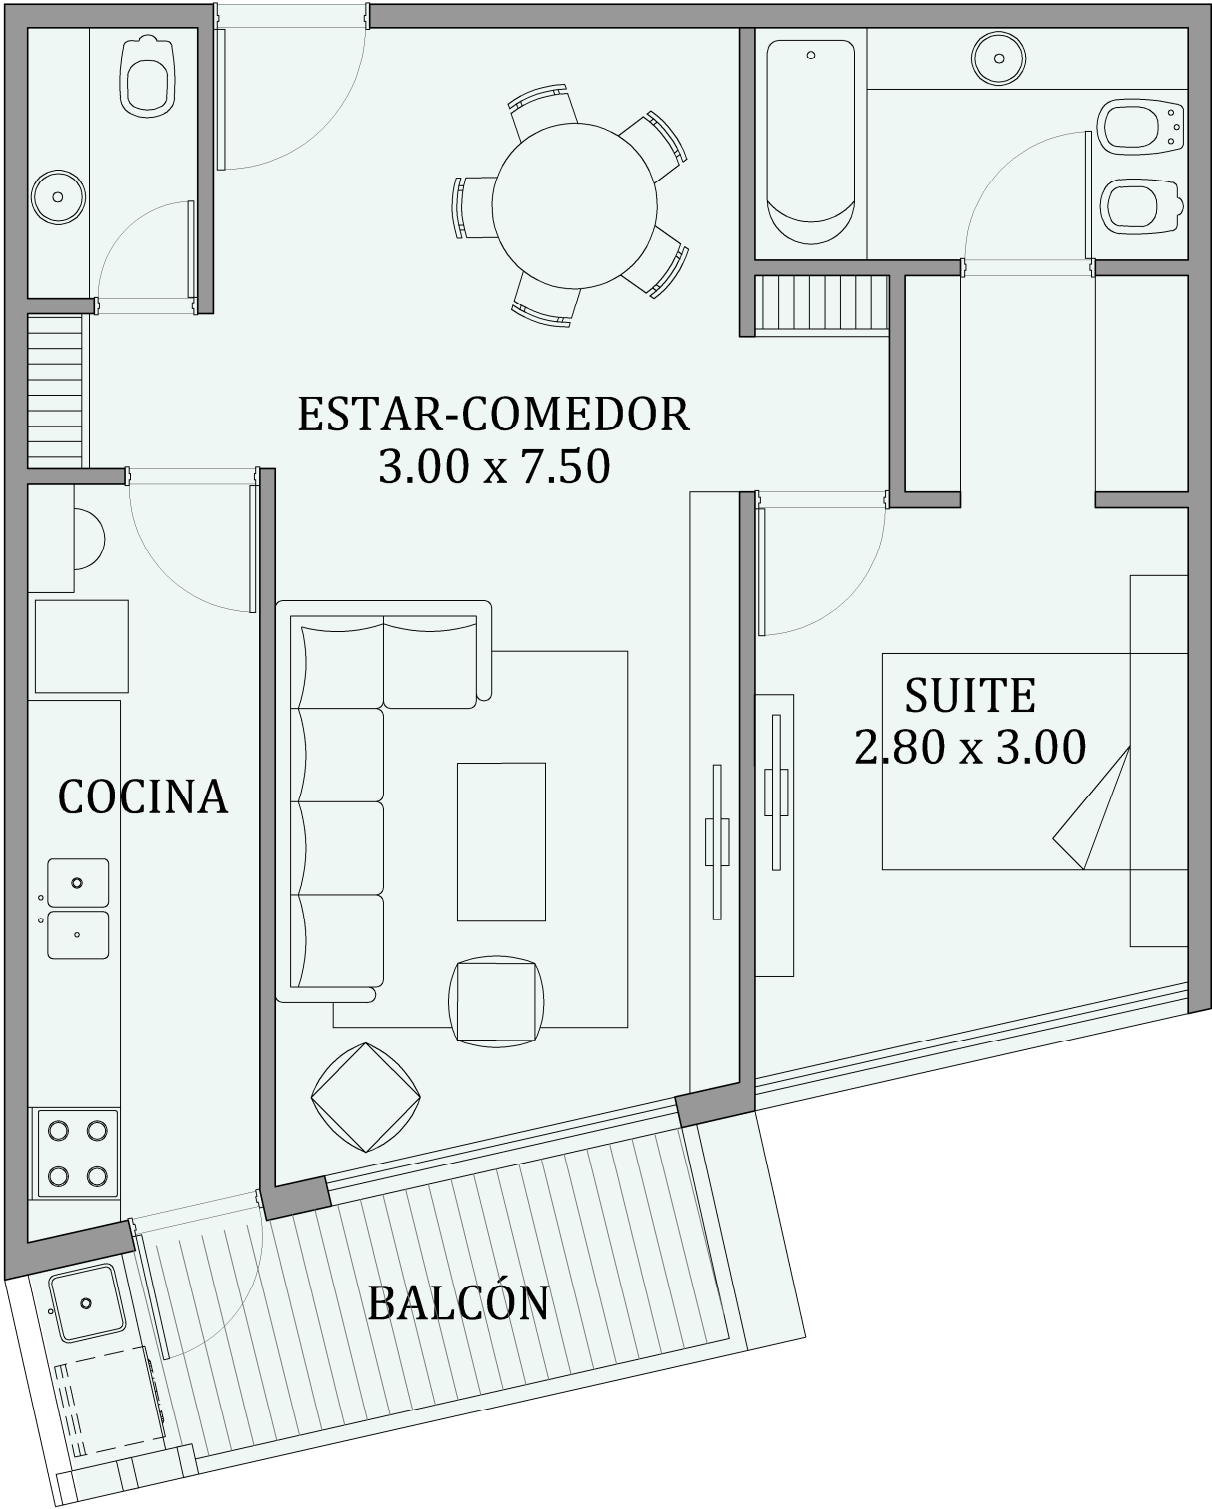 ESTAR-COMEDOR
3.00 x 7.50
SUITE
2.80 x 3.00
COCINA
BALCÓN